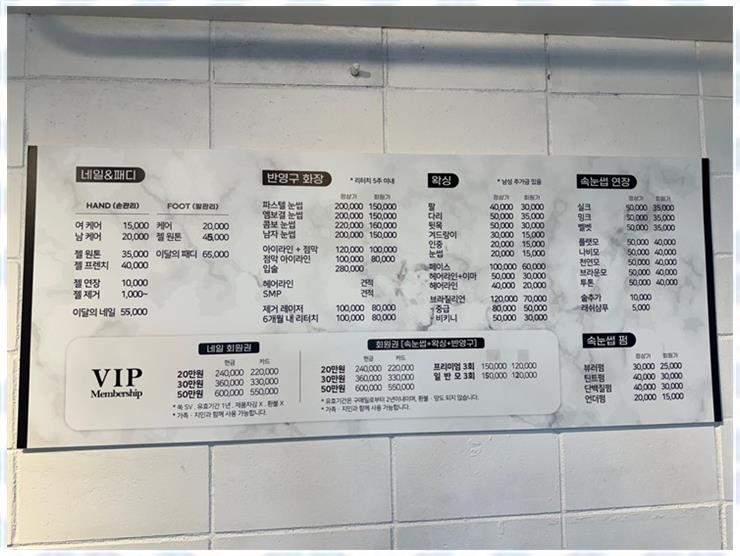 네일&패디
HAND (손관리)
여 케어 15,000
남 케어 20,000
젤 원톤 35,000
젤 프렌치 40,000
젤 연장 10,000
젤 제거 1,000~
이달의 네일 55,000
FOOT (발관리)
케어 20,000
젤 원톤
이달의 패디 65,000
반영구 화장 * 리터치 5주 이내
정상가 회원가
파스텔 눈썹 200,000 150,000
엠보결 눈썹 200,000 150,000
콤보 눈썹 220,000 160,000
남자 눈썹 200,000 150,000
아이라인 + 점막 120,000 100,000
점막 아이라인 100,000 80,000
입술 280,000
헤어라인 견적
SMP 견적
제거 레이저 100,000 80,000
6개월 내 리터치 100,000 80,000
왁싱 * 남성 추가금 있음
정상가 회원가
팔 40,000 30,000
다리 50,000 35,000
뒷목 50,000 30,000
겨드랑이 30,000 15,000
인중 20,000 15,000
눈썹 20,000 15,000
페이스 100,000 60,000
헤어라인+이마 50,000 30,000
헤어라인 40,000 20,000
브라질리언 120,000 70,000
- 중급 80,000 50,000
- 비키니 50,000 30,000
속눈썹 연장
정상가 회원가
실크 50,000 35,000
밍크 50,000 35,000
벨벳 50,000 35,000
플랫모 50,000 40,000
나비모 50,000 40,000
천연모 50,000 40,000
브라운모 50,000 40,000
투톤 50,000 40,000
숱추가 10,000
래쉬샴푸 5,000
속눈썹 펌
정상가 회원가
뷰러펌 30,000 25,000
틴트펌 40,000 30,000
단백질펌 40,000 30,000
언더펌 20,000 15,000
VIP
Membership
네일 회원권
현금 카드
20만원 240,000 220,000
30만원 360,000 330,000
50만원 600,000 550,000
* 쏙 SV . 유효기간 1년 . 제품차감 X . 환불 X
* 가족 · 지인과 함께 사용 가능합니다.
회원권 [속눈썹+왁싱+반영구]
현금 카드
20만원 240,000 220,000
30만원 360,000 330,000
50만원 600,000 550,000
프리미엄 3회 150,000 120,000
일 반 모 3회
* 유효기간은 구매일로부터 2년이내이며, 환불 · 양도 되지 않습니다.
* 가족 · 지인과 함께 사용 가능합니다.